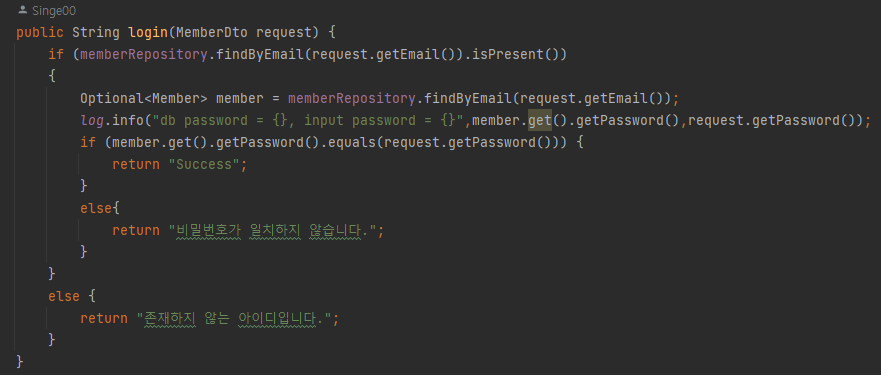 Singe00
public String login(MemberDto request) {
if (memberRepository.findByEmail(request.getEmail()).isPresent())
{
Optional<Member> member = memberRepository.findByEmail(request.getEmail());
log.info("db password = {}, input password = {}",member.get().getPassword(),request.getPassword());
if (member.get().getPassword().equals(request.getPassword())) {
return "Success";
}
else{
return "비밀번호가 일치하지 않습니다.";
}
}
else {
return "존재하지 않는 아이디입니다.";
}
}